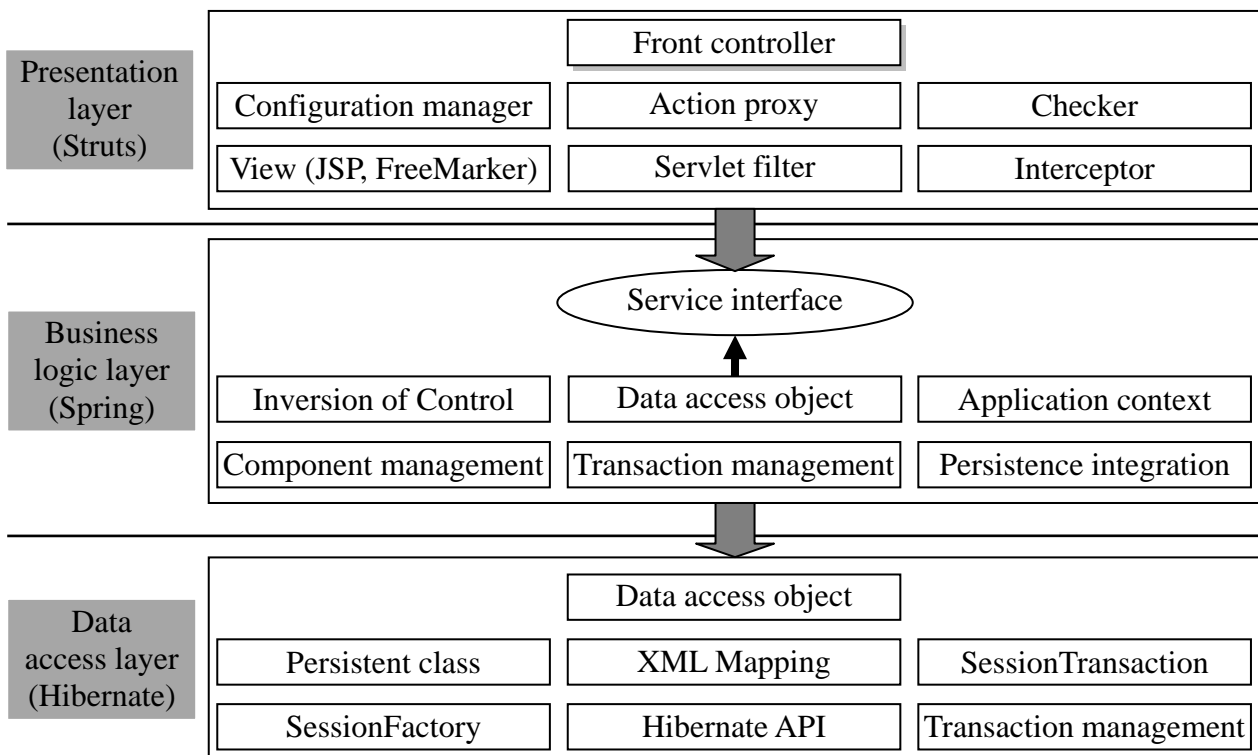 Presentation
layer
(Struts)
Front controller
Configuration manager
Action proxy
Checker
View (JSP, FreeMarker)
Servlet filter
Interceptor
Business
logic layer
(Spring)
Service interface
Inversion of Control
Data access object
Application context
Component management
Transaction management
Persistence integration
Data
access layer
(Hibernate)
Data access object
Persistent class
XML Mapping
SessionTransaction
SessionFactory
Hibernate API
Transaction management